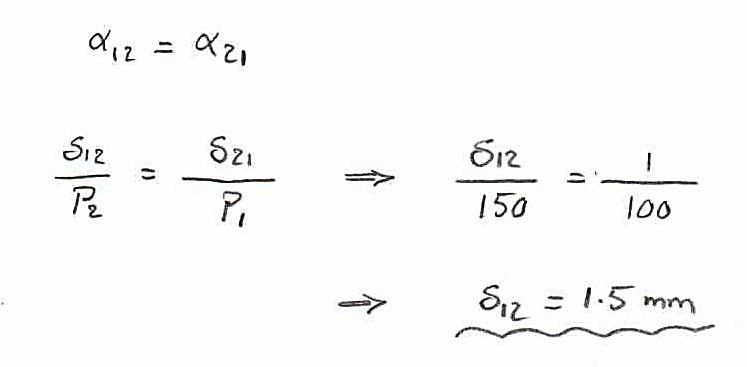 α₁₂ = α₂₁
δ₁₂/P₂ = δ₂₁/P₁ ⇒ δ₁₂/150 = 1/100
⇒ δ₁₂ = 1.5 mm